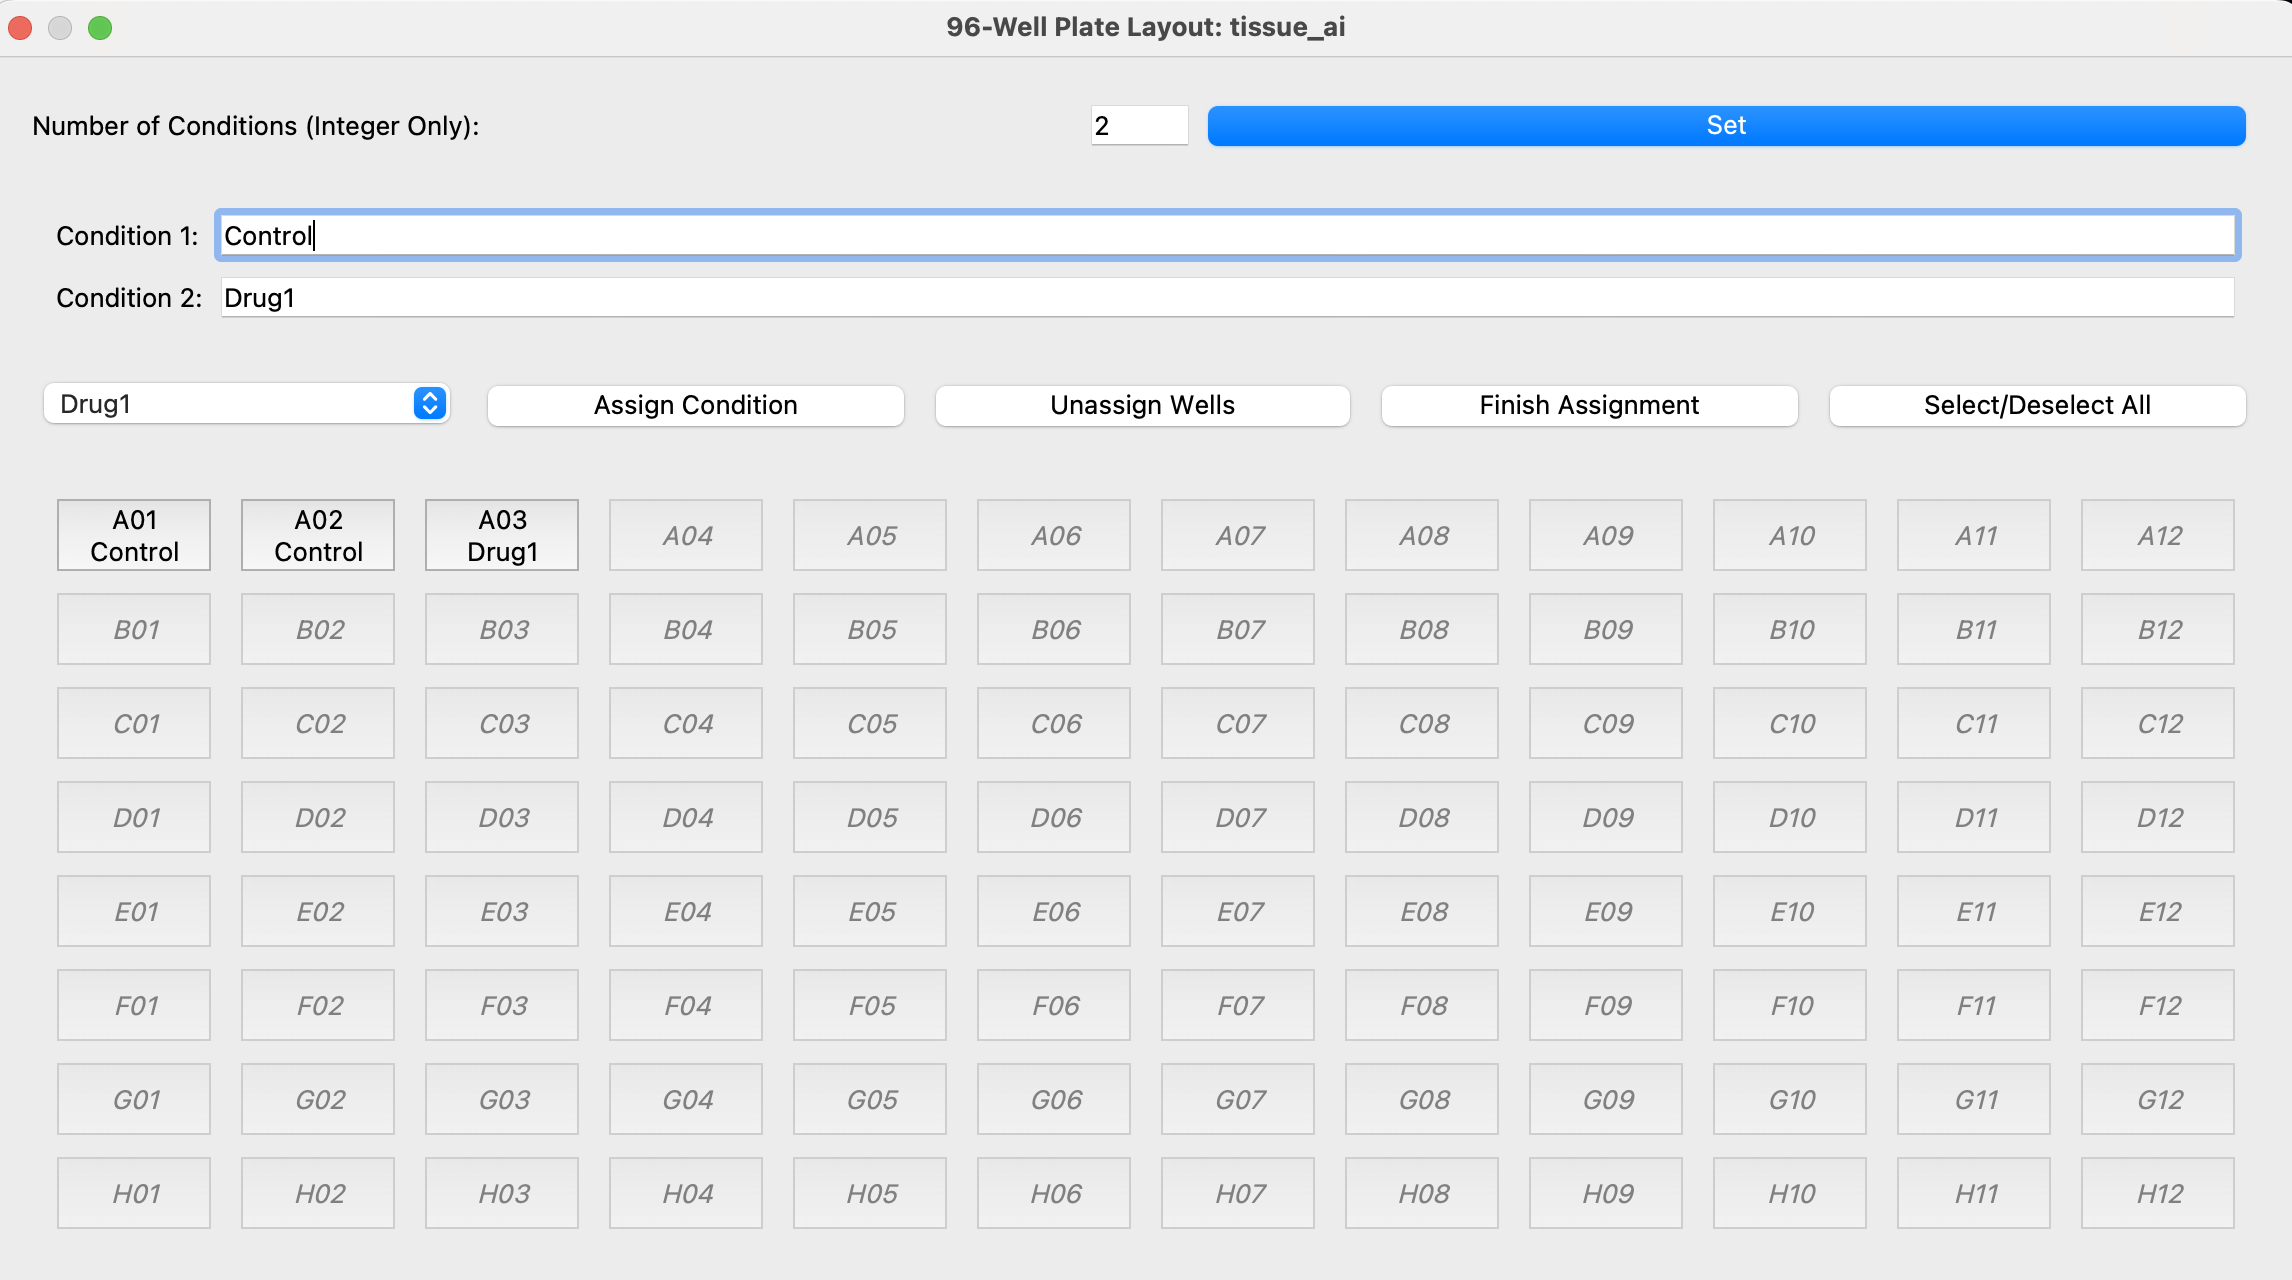 96-Well Plate Layout: tissue_ai
Number of Conditions (Integer Only): 2 Set
Condition 1: Control
Condition 2: Drug1
Drug1 Assign Condition Unassign Wells Finish Assignment Select/Deselect All
A01 A02 A03 A04 A05 A06 A07 A08 A09 A10 A11 A12
Control Control Drug1
B01 B02 B03 B04 B05 B06 B07 B08 B09 B10 B11 B12
C01 C02 C03 C04 C05 C06 C07 C08 C09 C10 C11 C12
D01 D02 D03 D04 D05 D06 D07 D08 D09 D10 D11 D12
E01 E02 E03 E04 E05 E06 E07 E08 E09 E10 E11 E12
F01 F02 F03 F04 F05 F06 F07 F08 F09 F10 F11 F12
G01 G02 G03 G04 G05 G06 G07 G08 G09 G10 G11 G12
H01 H02 H03 H04 H05 H06 H07 H08 H09 H10 H11 H12